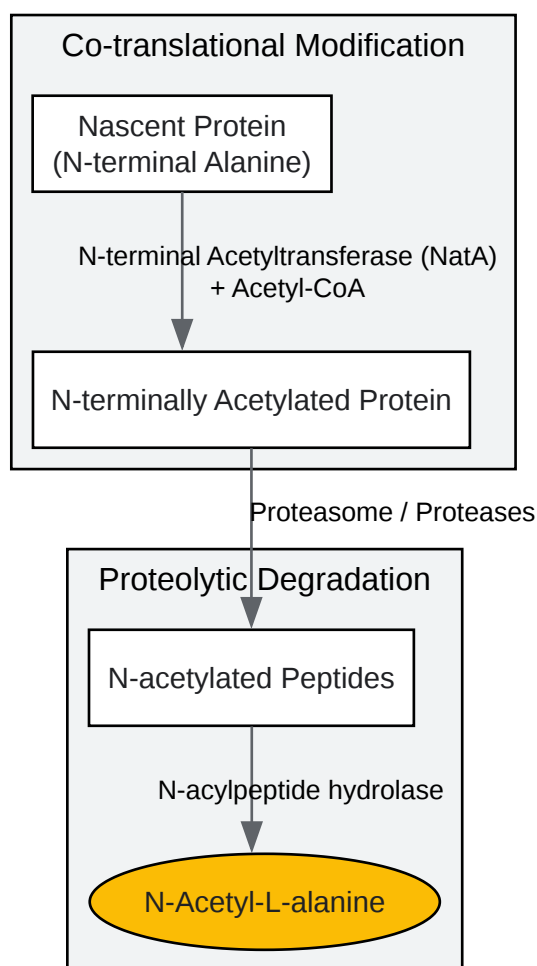 Co-translational Modification
Nascent Protein
(N-terminal Alanine)
N-terminal Acetyltransferase (NatA)
+ Acetyl-CoA
N-terminally Acetylated Protein
Proteasome / Proteases
Proteolytic Degradation
N-acetylated Peptides
N-acylpeptide hydrolase
N-Acetyl-L-alanine